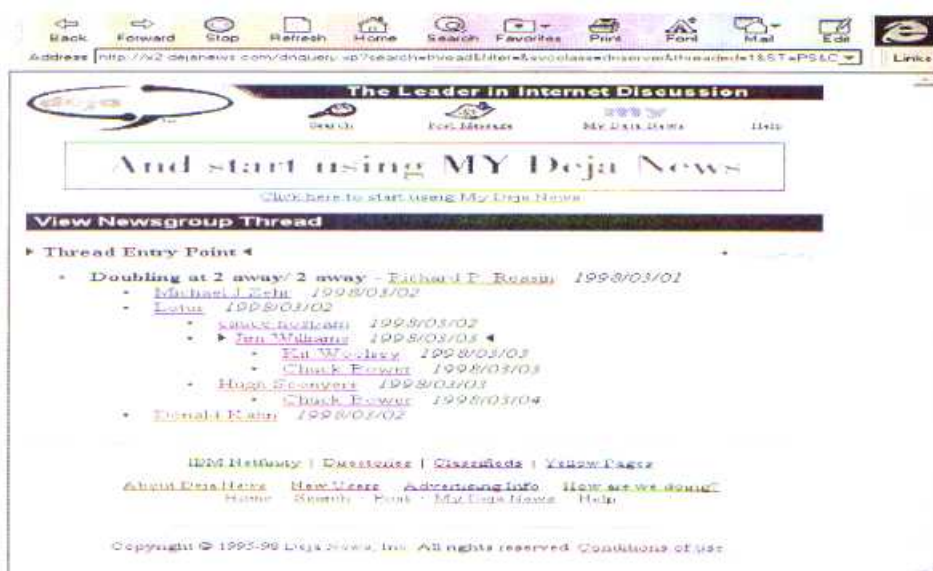 Back Forward Stop Refresh Home Search Favorites Print Font Mail Edit
Address Links
deja
The Leader in Internet Discussion
Search Post Message My Deja News Help
And start using MY Deja News
Click here to start using My Deja News
View Newsgroup Thread
Thread Entry Point
Doubling at 2 away/ 2 away - Richard P. 1998/03/01
Michael J Zehr 1998/03/02
Lotus 1998/03/02
1998/03/02
Jim Williams 1998/03/03
Kit Woolsey 1998/03/03
Chuck Bower 1998/03/03
Hugh Sconyers 1998/03/03
Chuck Bower 1998/03/04
Donald Kahn 1998/03/02
Directories | Classifieds | Yellow Pages
About Deja News New Users Advertising Info How are we doing?
Home · Search · Post · My Deja News · Help
Copyright © 1995-98 Deja News, Inc. All rights reserved. Conditions of use